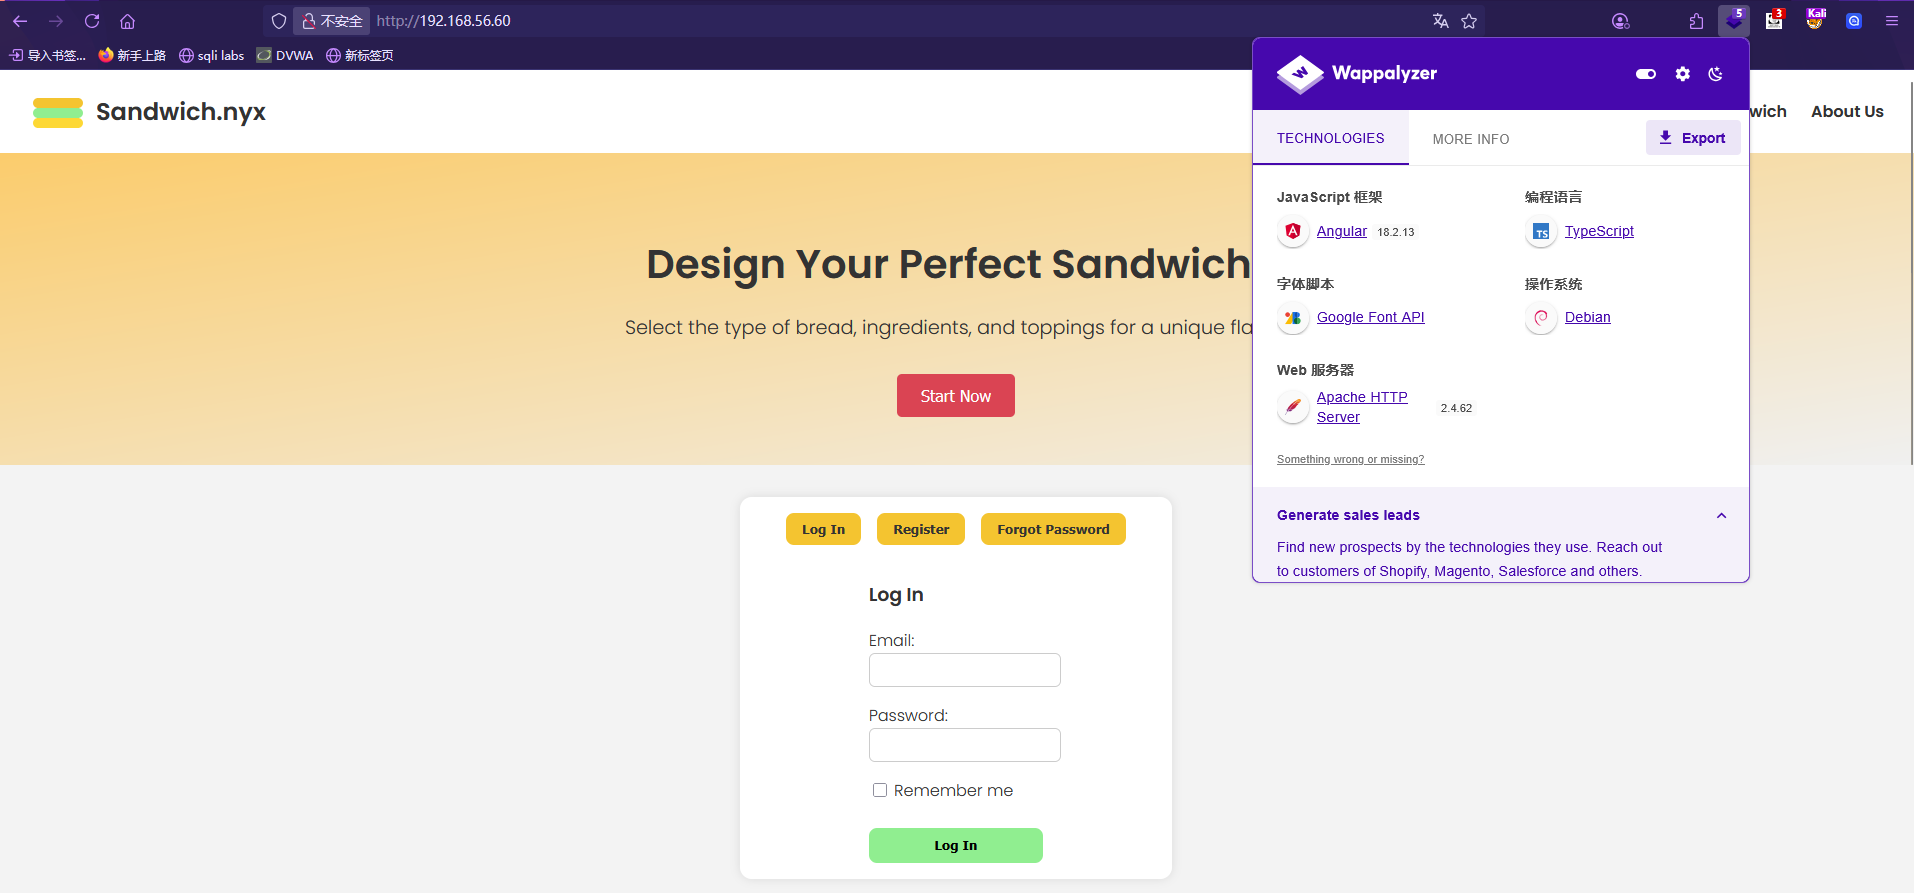 不安全 http://192.168.56.60 5 3 Kali
导入书签... 新手上路 sqli labs DVWA 新标签页
Sandwich.nyx
wich About Us
Wappalyzer
TECHNOLOGIES MORE INFO Export
JavaScript 框架 编程语言
Angular 18.2.13 TypeScript
字体脚本 操作系统
Google Font API Debian
Web 服务器
Apache HTTP
Server 2.4.62
Something wrong or missing?
Generate sales leads
Find new prospects by the technologies they use. Reach out
to customers of Shopify, Magento, Salesforce and others.
Design Your Perfect Sandwich
Select the type of bread, ingredients, and toppings for a unique fla
Start Now
Log In Register Forgot Password
Log In
Email:
Password:
Remember me
Log In